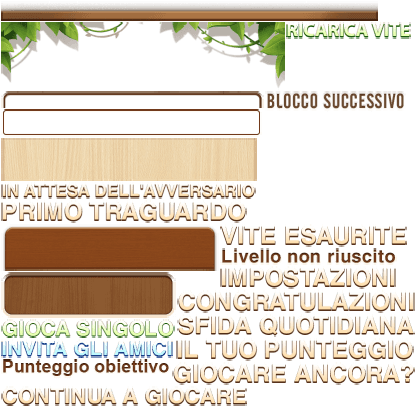 RICARICA VITE
BLOCCO SUCCESSIVO
IN ATTESA DELL'AVVERSARIO
PRIMO TRAGUARDO
VITE ESAURITE
Livello non riuscito
IMPOSTAZIONI
CONGRATULAZIONI
GIOCA SINGOLO
SFIDA QUOTIDIANA
INVITA GLI AMICI
IL TUO PUNTEGGIO
Punteggio obiettivo
GIOCARE ANCORA?
CONTINUA A GIOCARE